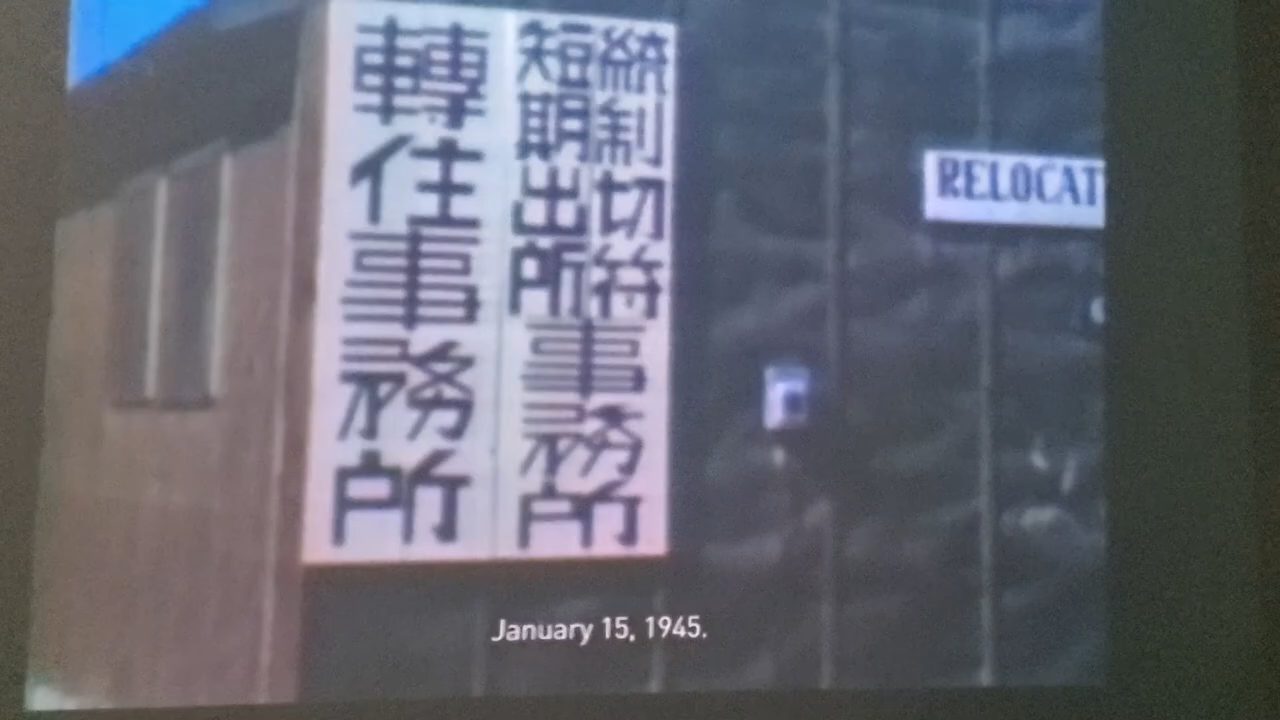 統制切符
短期出所
事務所
轉住事務所
RELOCAT
January 15, 1945.